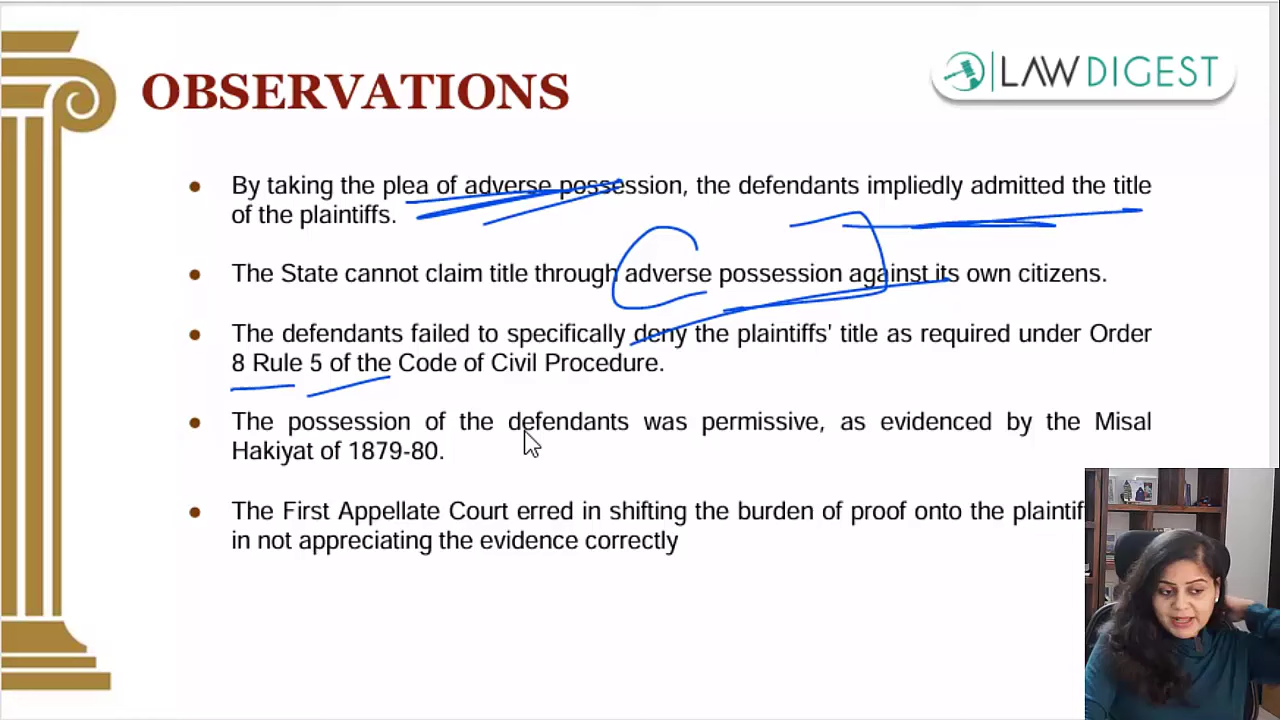 OBSERVATIONS
LAWDIGEST
● By taking the plea of adverse possession, the defendants impliedly admitted the title
of the plaintiffs.
● The State cannot claim title through adverse possession against its own citizens.
● The defendants failed to specifically deny the plaintiffs' title as required under Order
8 Rule 5 of the Code of Civil Procedure.
● The possession of the defendants was permissive, as evidenced by the Misal
Hakiyat of 1879-80.
● The First Appellate Court erred in shifting the burden of proof onto the
in not appreciating the evidence correctly